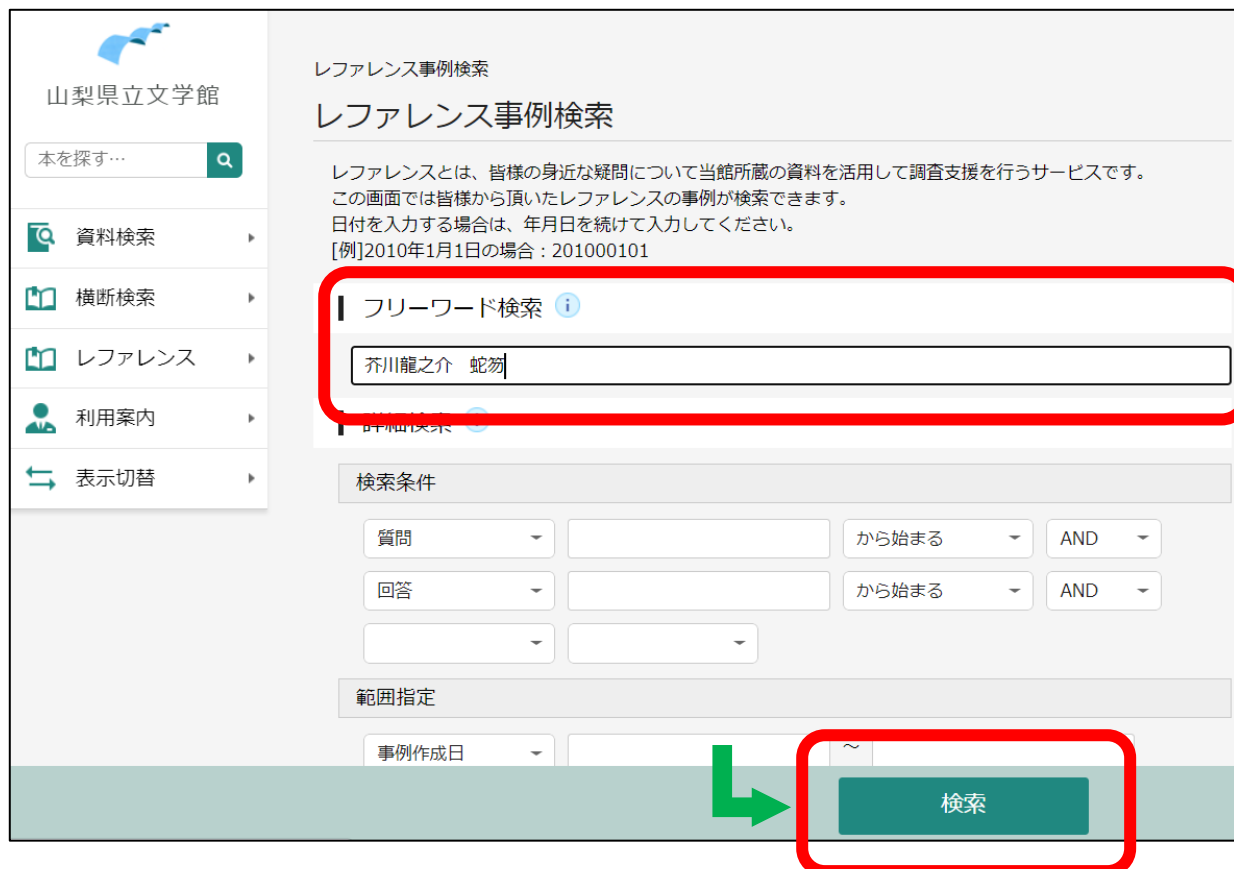 山梨県立文学館
本を探す…
資料検索
横断検索
レファレンス
利用案内
表示切替
レファレンス事例検索
レファレンス事例検索
レファレンスとは、皆様の身近な疑問について当館所蔵の資料を活用して調査支援を行うサービスです。
この画面では皆様から頂いたレファレンスの事例が検索できます。
日付を入力する場合は、年月日を続けて入力してください。
[例]2010年1月1日の場合：201000101
フリーワード検索 i
芥川龍之介　蛇笏
詳細検索
検索条件
質問 から始まる AND
回答 から始まる AND
範囲指定
事例作成日 ～
検索